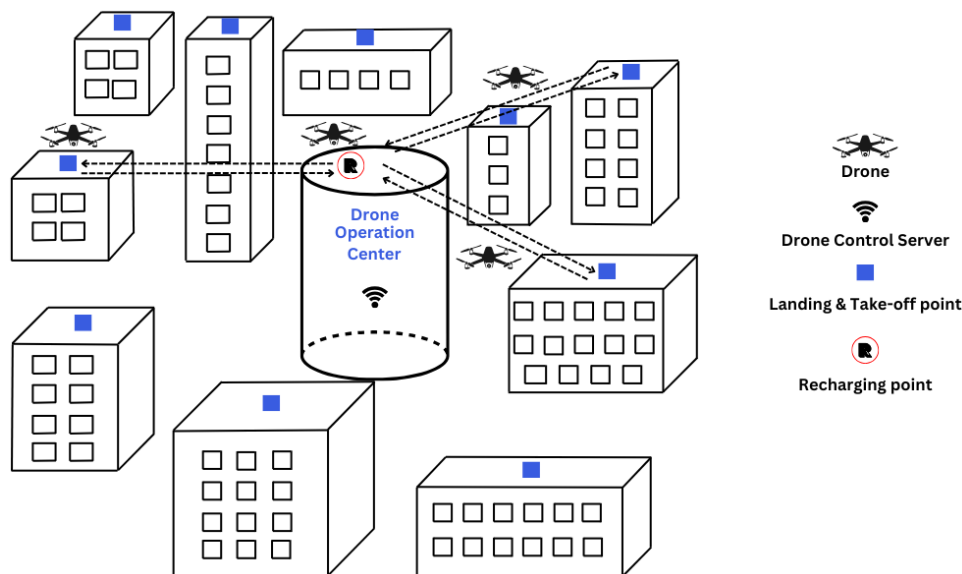 R
Drone
Operation
Center
Drone
Drone Control Server
Landing & Take-off point
R
Recharging point